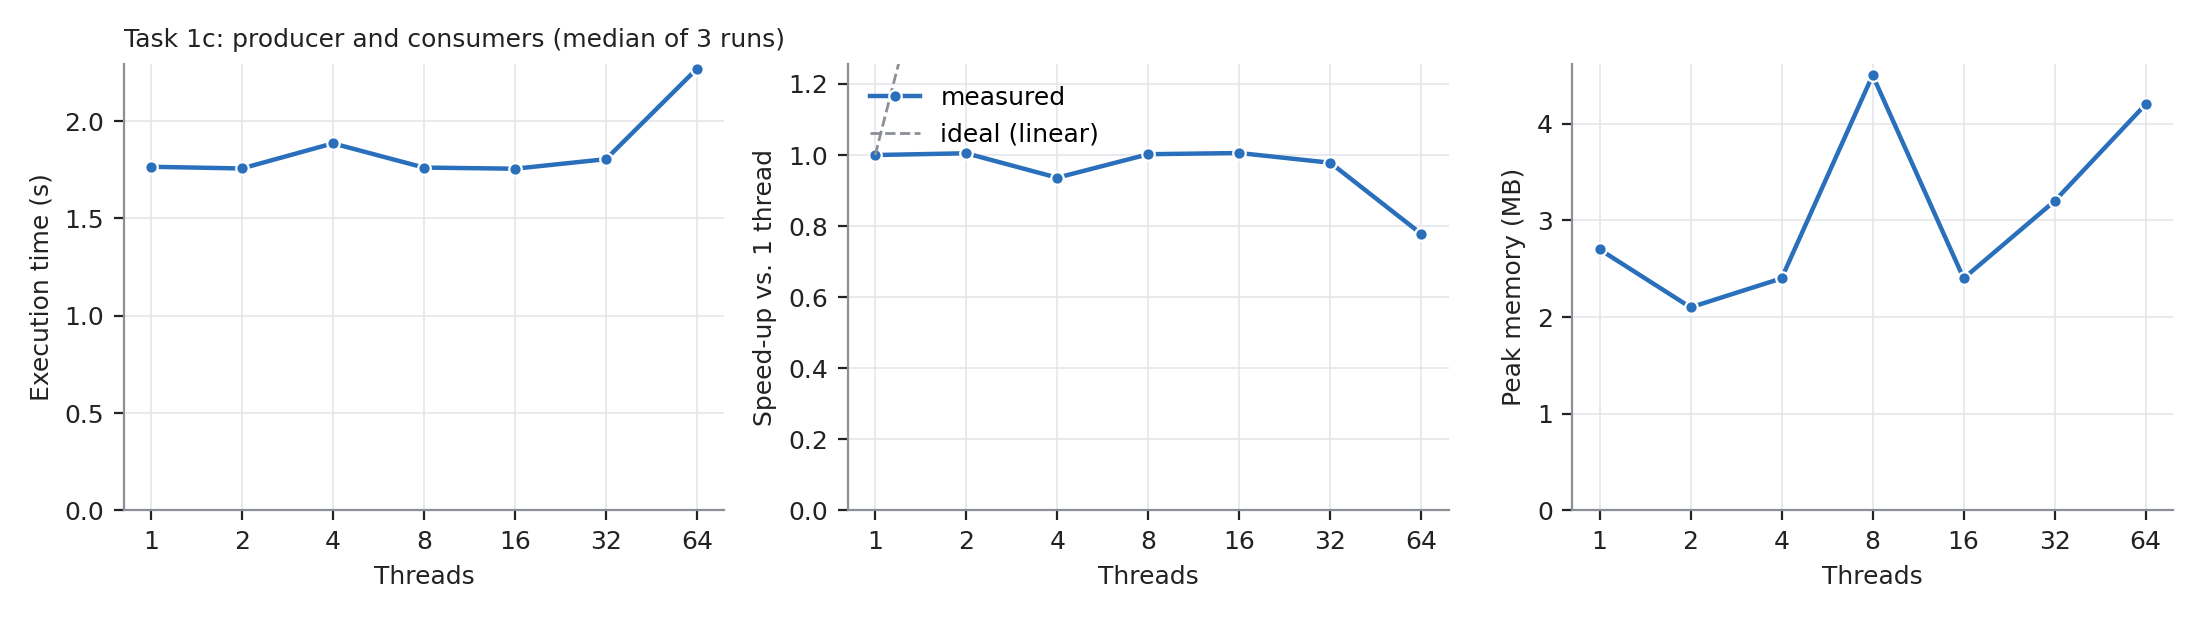 Task 1c: producer and consumers (median of 3 runs)
Execution time (s)
2.0
1.5
1.0
0.5
0.0
1 2 4 8 16 32 64
Threads
Speed-up vs. 1 thread
1.2
1.0
0.8
0.6
0.4
0.2
0.0
measured
ideal (linear)
1 2 4 8 16 32 64
Threads
Peak memory (MB)
4
3
2
1
0
1 2 4 8 16 32 64
Threads